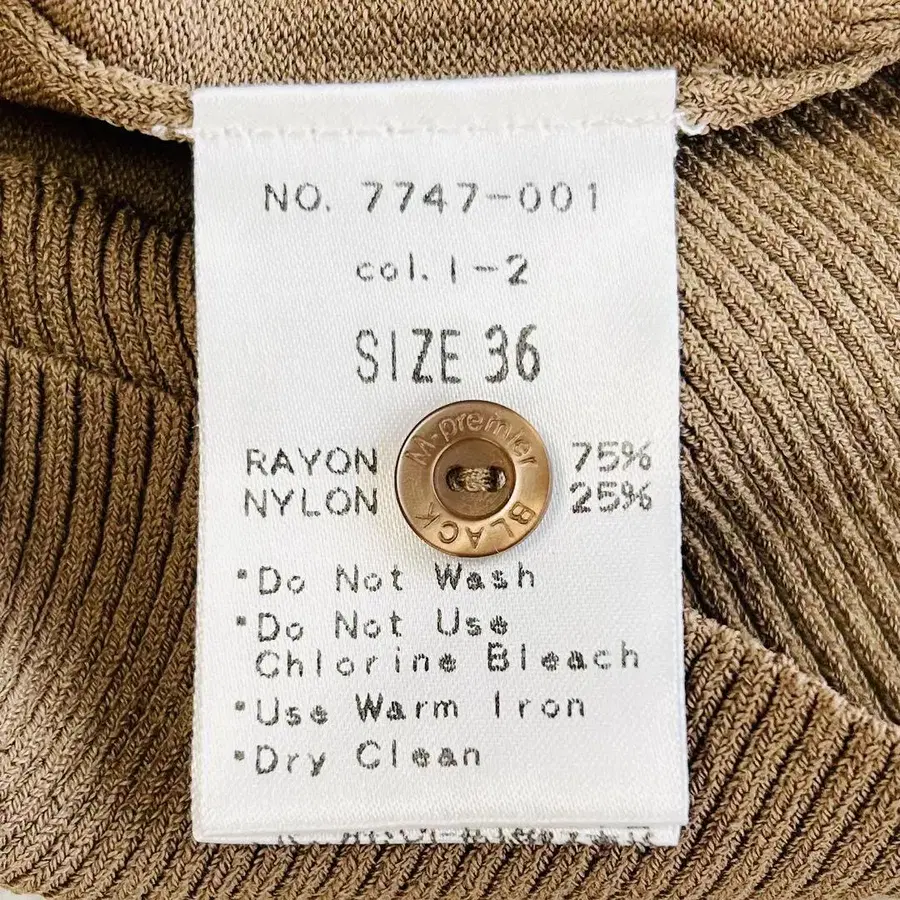 NO. 7747-001
col. 1-2
SIZE 36
M-premier
BLACK
RAYON 75%
NYLON 25%
•Do Not Wash
•Do Not Use
Chlorine Bleach
•Use Warm Iron
•Dry Clean